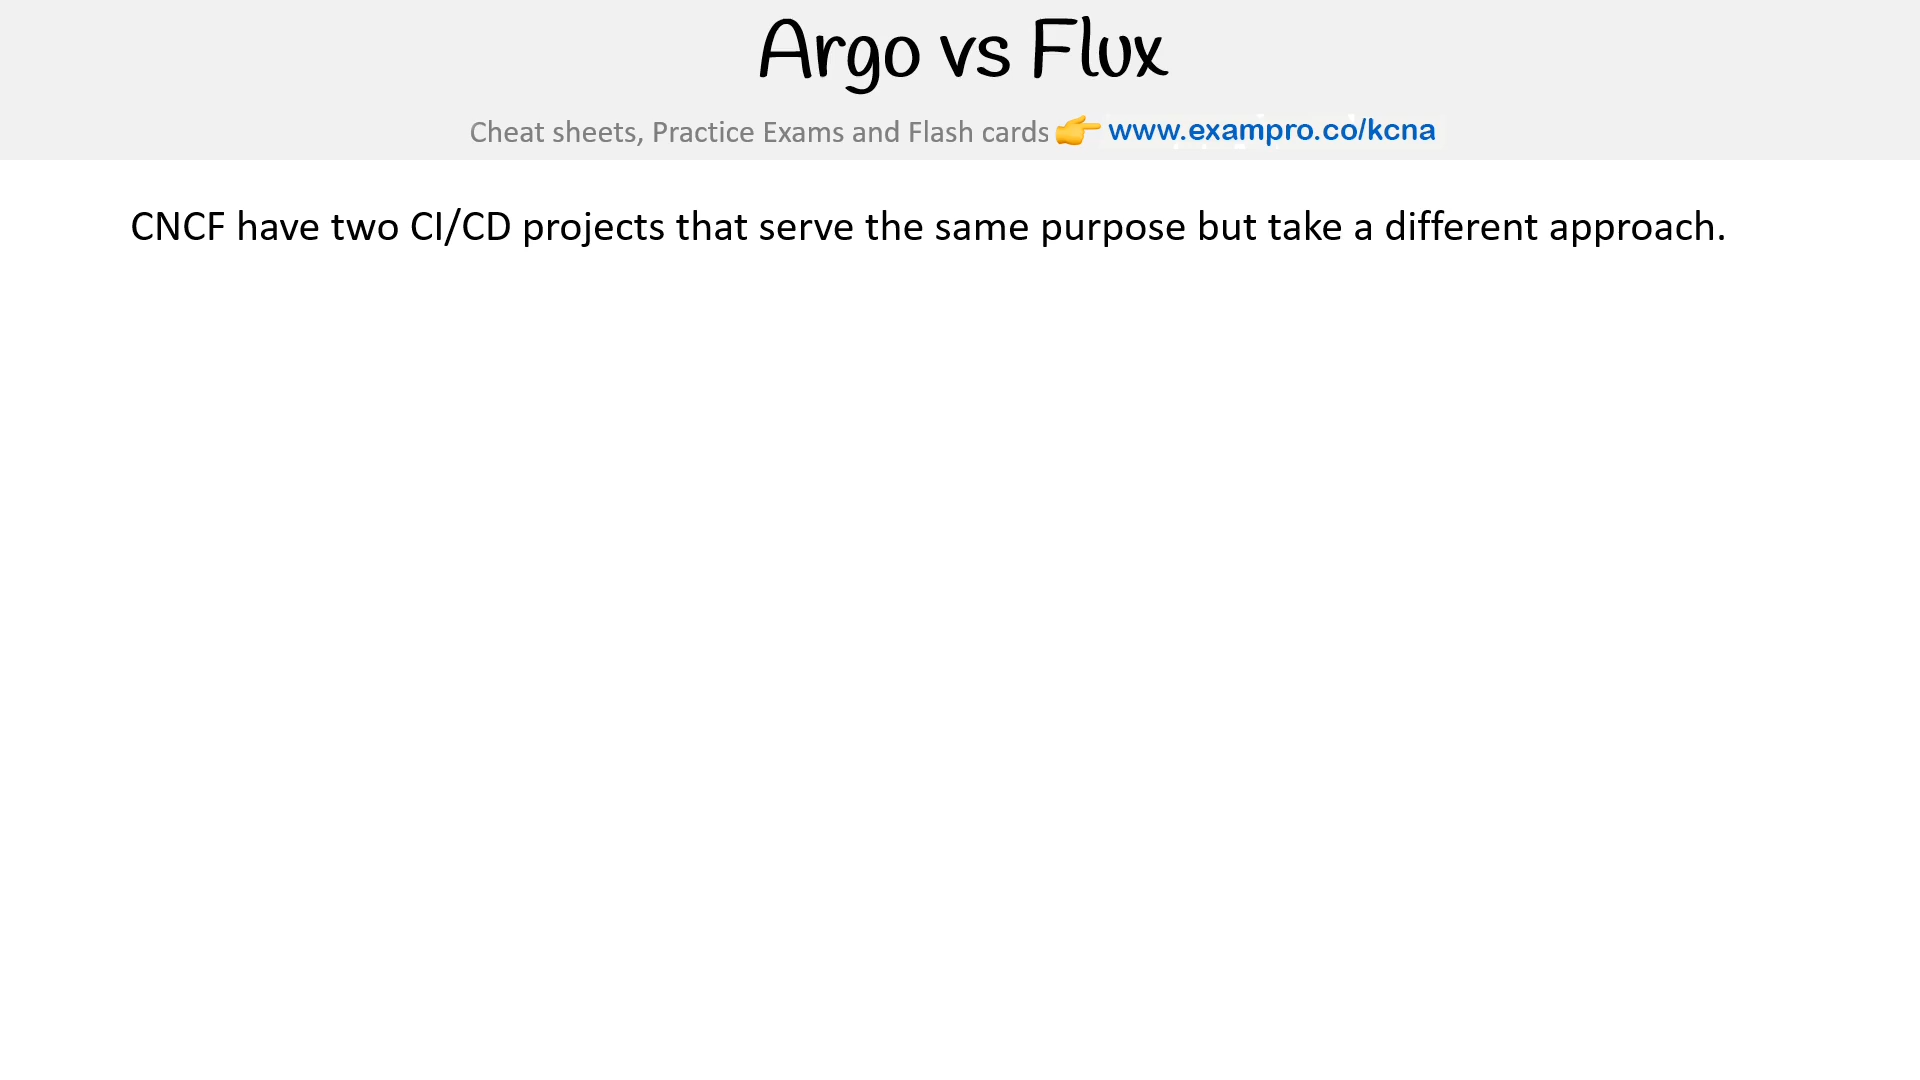 Argo vs Flux
Cheat sheets, Practice Exams and Flash cards 👉 www.exampro.co/kcna
CNCF have two CI/CD projects that serve the same purpose but take a different approach.